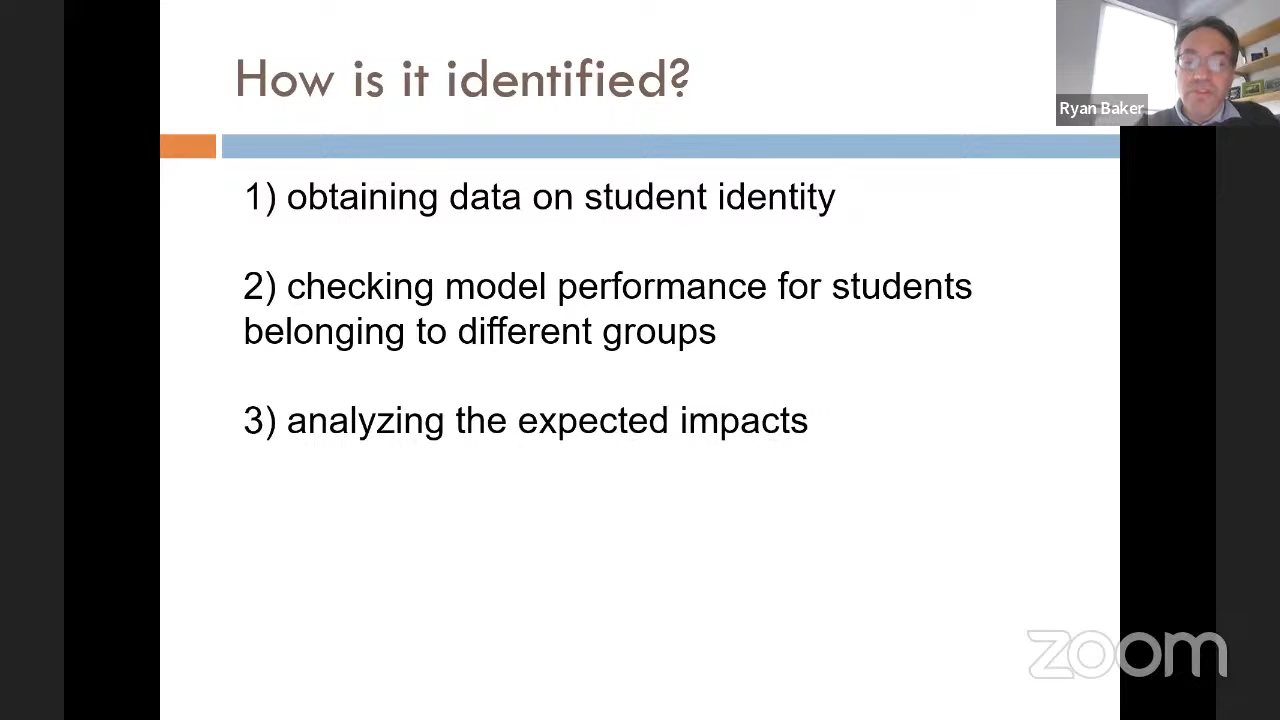 How is it identified?
Ryan Baker
1) obtaining data on student identity
2) checking model performance for students
belonging to different groups
3) analyzing the expected impacts
zoom